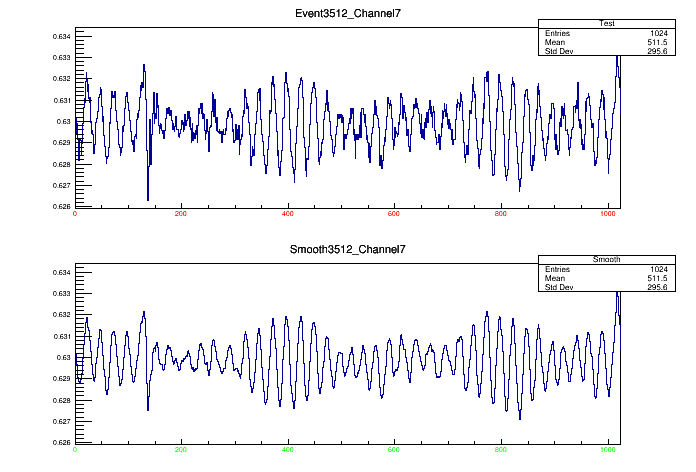 Event3512_Channel7
Test
Entries 1024
Mean 511.5
Std Dev 295.6
0.634
0.633
0.632
0.631
0.63
0.629
0.628
0.627
0.626
0 200 400 600 800 1000
Smooth3512_Channel7
Smooth
Entries 1024
Mean 511.5
Std Dev 295.6
0.634
0.633
0.632
0.631
0.63
0.629
0.628
0.627
0.626
0 200 400 600 800 1000